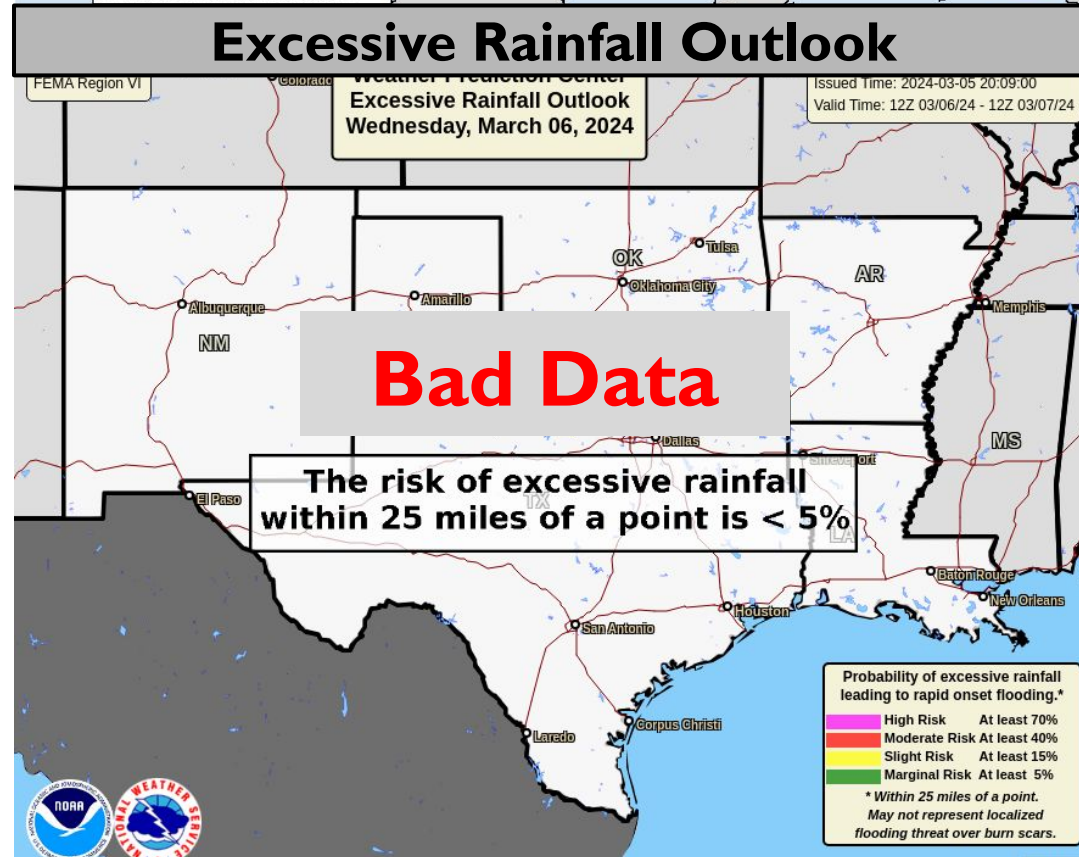 Excessive Rainfall Outlook
FEMA Region VI
Colorado
Weather Prediction Center
Excessive Rainfall Outlook
Wednesday, March 06, 2024
Issued Time: 2024-03-05 20:09:00
Valid Time: 12Z 03/06/24 - 12Z 03/07/24
Tulsa
OK
AR
Oklahoma City
Albuquerque
Amarillo
Memphis
NM
Bad Data
Dallas
MS
Shreveport
The risk of excessive rainfall
within 25 miles of a point is < 5%
El Paso
TX
LA
Baton Rouge
New Orleans
Houston
San Antonio
Corpus Christi
Laredo
Probability of excessive rainfall
leading to rapid onset flooding.*
High Risk At least 70%
Moderate Risk At least 40%
Slight Risk At least 15%
Marginal Risk At least 5%
* Within 25 miles of a point.
May not represent localized
flooding threat over burn scars.
NOAA
NATIONAL WEATHER SERVICE